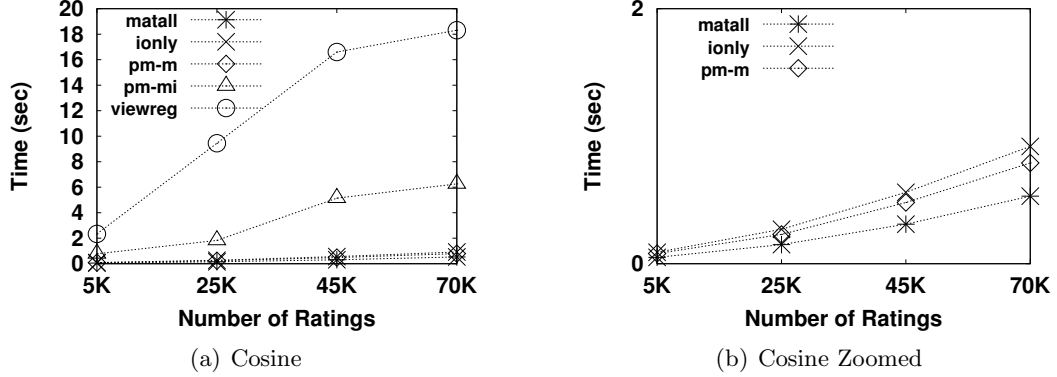 20
18
16
14
12
10
8
6
4
2
0
Time (sec)
matall
ionly
pm-m
pm-mi
viewreg
5K 25K 45K 70K
Number of Ratings
(a) Cosine
2
0
Time (sec)
matall
ionly
pm-m
5K 25K 45K 70K
Number of Ratings
(b) Cosine Zoomed